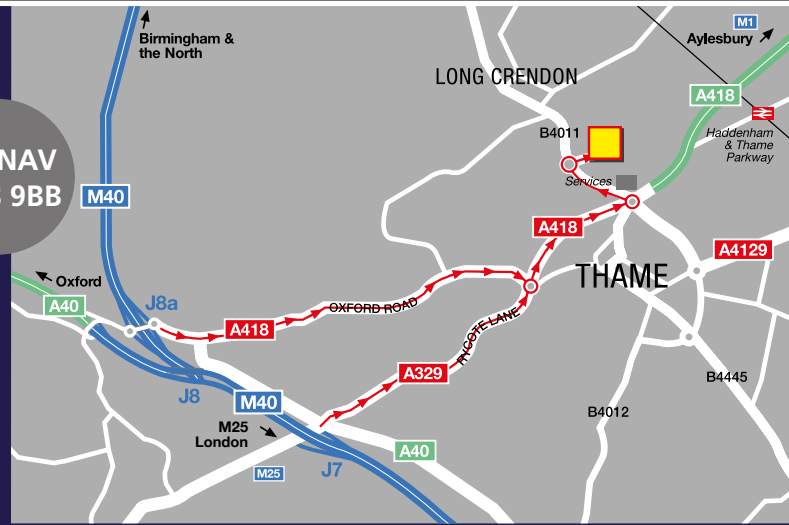 Birmingham &
the North
M1
Aylesbury
LONG CRENDON
A418
B4011
Haddenham
& Thame
Parkway
NAV
9BB
M40
Services
A418
A4129
THAME
Oxford
A40
J8a
OXFORD ROAD
A418
RYCOTE LANE
A329
J8
M40
B4445
B4012
M25
London
A40
M25
J7